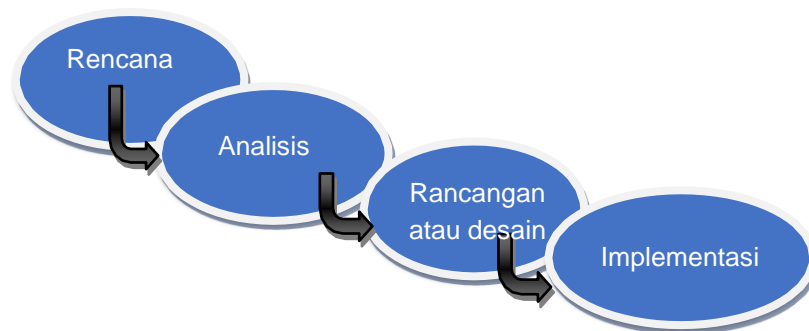 Rencana
Analisis
Rancangan
atau desain
Implementasi